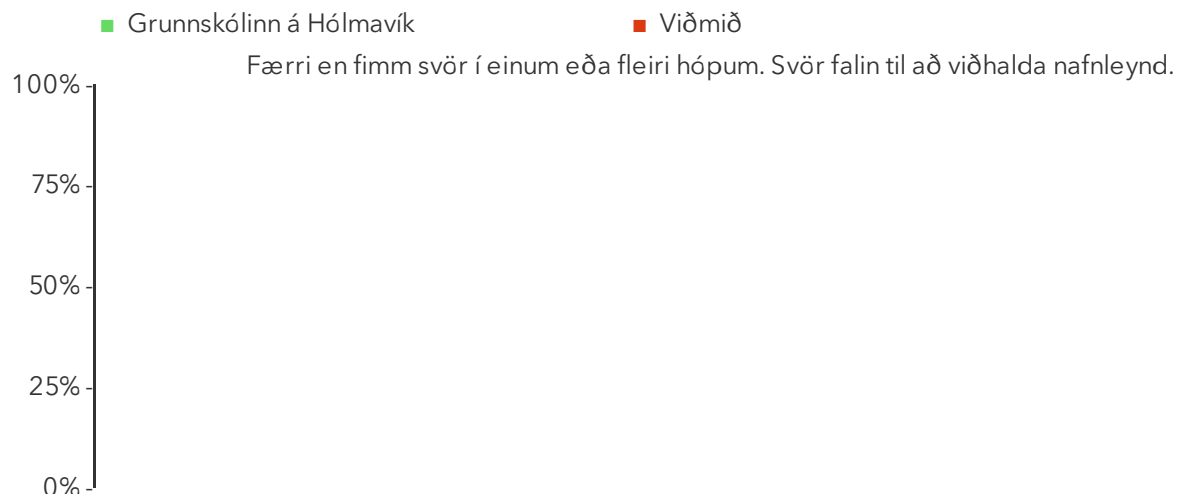 Grunnskólinn á Hólmavík Viðmið
Færri en fimm svör í einum eða fleiri hópum. Svör falin til að viðhalda nafnleynd.
100%
75%
50%
25%
0%